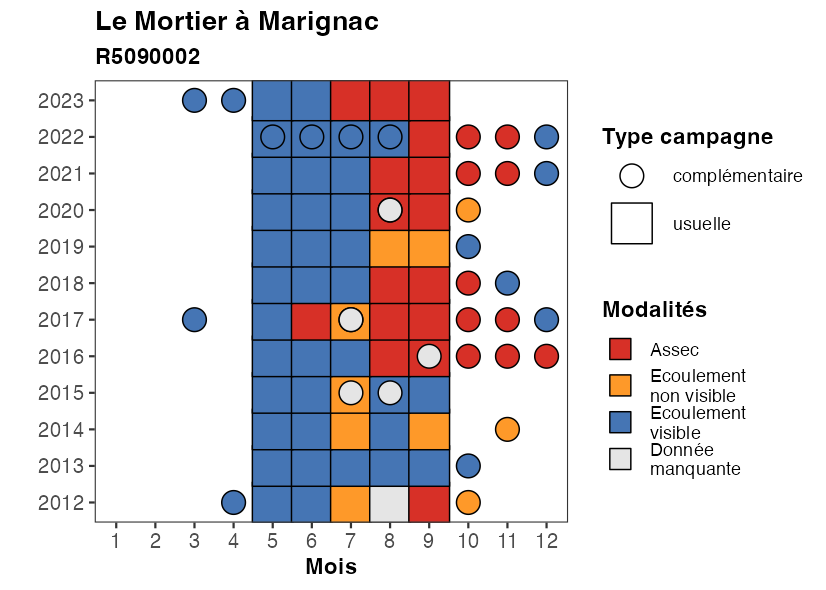 Le Mortier à Marignac
R5090002
2023
2022
2021
2020
2019
2018
2017
2016
2015
2014
2013
2012
1 2 3 4 5 6 7 8 9 10 11 12
Mois
Type campagne
complémentaire
usuelle
Modalités
Assec
Ecoulement
non visible
Ecoulement
visible
Donnée
manquante